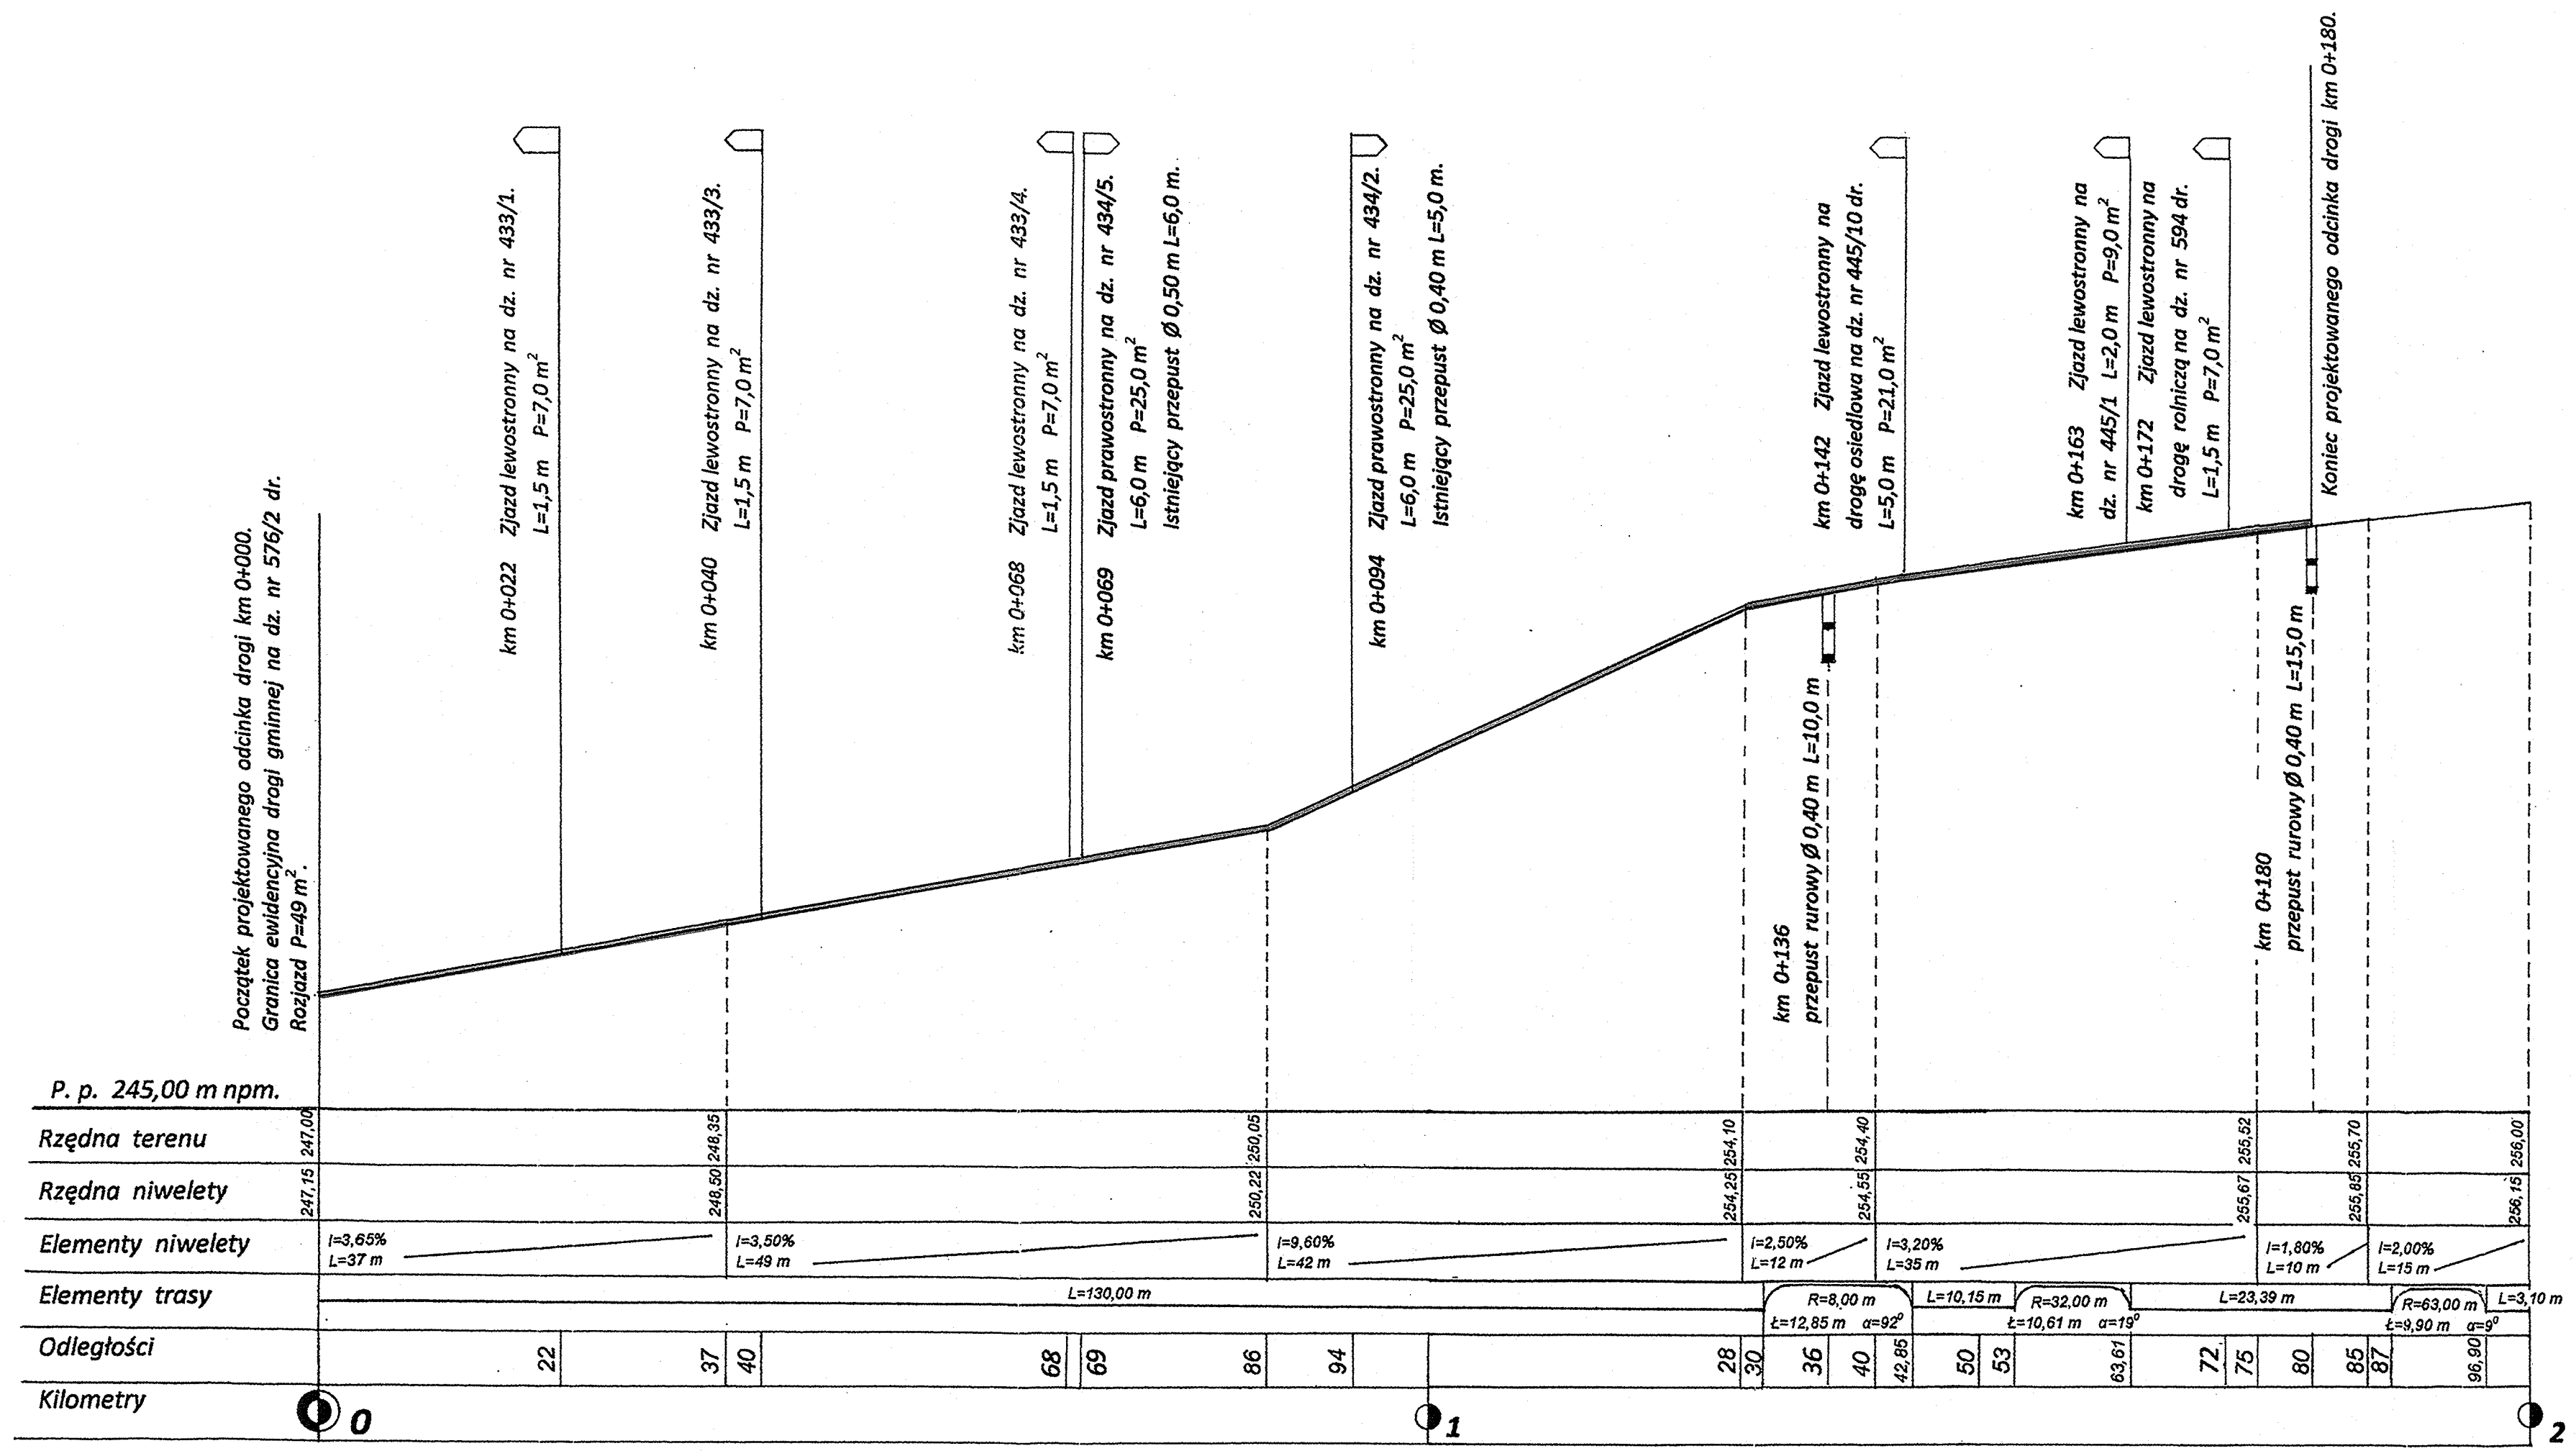 Początek projektowanego odcinka drogi km 0+000.
Granica ewidencyjna drogi gminnej na dz. nr 576/2 dr.
Rozjazd P=49 m².
km 0+022 Zjazd lewostronny na dz. nr 433/1.
L=1,5 m P=7,0 m²
km 0+040 Zjazd lewostronny na dz. nr 433/3.
L=1,5 m P=7,0 m²
km 0+068 Zjazd lewostronny na dz. nr 433/4.
L=1,5 m P=7,0 m²
km 0+069 Zjazd prawostronny na dz. nr 434/5.
L=6,0 m P=25,0 m²
Istniejący przepust Ø 0,50 m L=6,0 m.
km 0+094 Zjazd prawostronny na dz. nr 434/2.
L=6,0 m P=25,0 m²
Istniejący przepust Ø 0,40 m L=5,0 m.
km 0+136
przepust rurowy Ø 0,40 m L=10,0 m
km 0+142 Zjazd lewostronny na
drogę osiedlowa na dz. nr 445/10 dr.
L=5,0 m P=21,0 m²
km 0+163 Zjazd lewostronny na
dz. nr 445/1 L=2,0 m P=9,0 m²
km 0+172 Zjazd lewostronny na
drogę rolniczą na dz. nr 594 dr.
L=1,5 m P=7,0 m²
km 0+180
przepust rurowy Ø 0,40 m L=15,0 m
Koniec projektowanego odcinka drogi km 0+180.
P. p. 245,00 m npm.
Rzędna terenu
247,00 248,35 250,05 254,10 254,40 255,52 255,70 256,00
Rzędna niwelety
247,15 248,50 250,22 254,25 254,55 255,67 255,85 256,15
Elementy niwelety
I=3,65%
L=37 m
I=3,50%
L=49 m
I=9,60%
L=42 m
I=2,50%
L=12 m
I=3,20%
L=35 m
I=1,80%
L=10 m
I=2,00%
L=15 m
Elementy trasy
L=130,00 m
R=8,00 m
Ł=12,85 m α=92⁰
L=10,15 m
R=32,00 m
Ł=10,61 m α=19⁰
L=23,39 m
R=63,00 m
Ł=9,90 m α=9⁰
L=3,10 m
Odległości
22 37 40 68 69 86 94 28 30 36 40 42,85 50 53 63,61 72 75 80 85 87 96,90
Kilometry
0 1 2